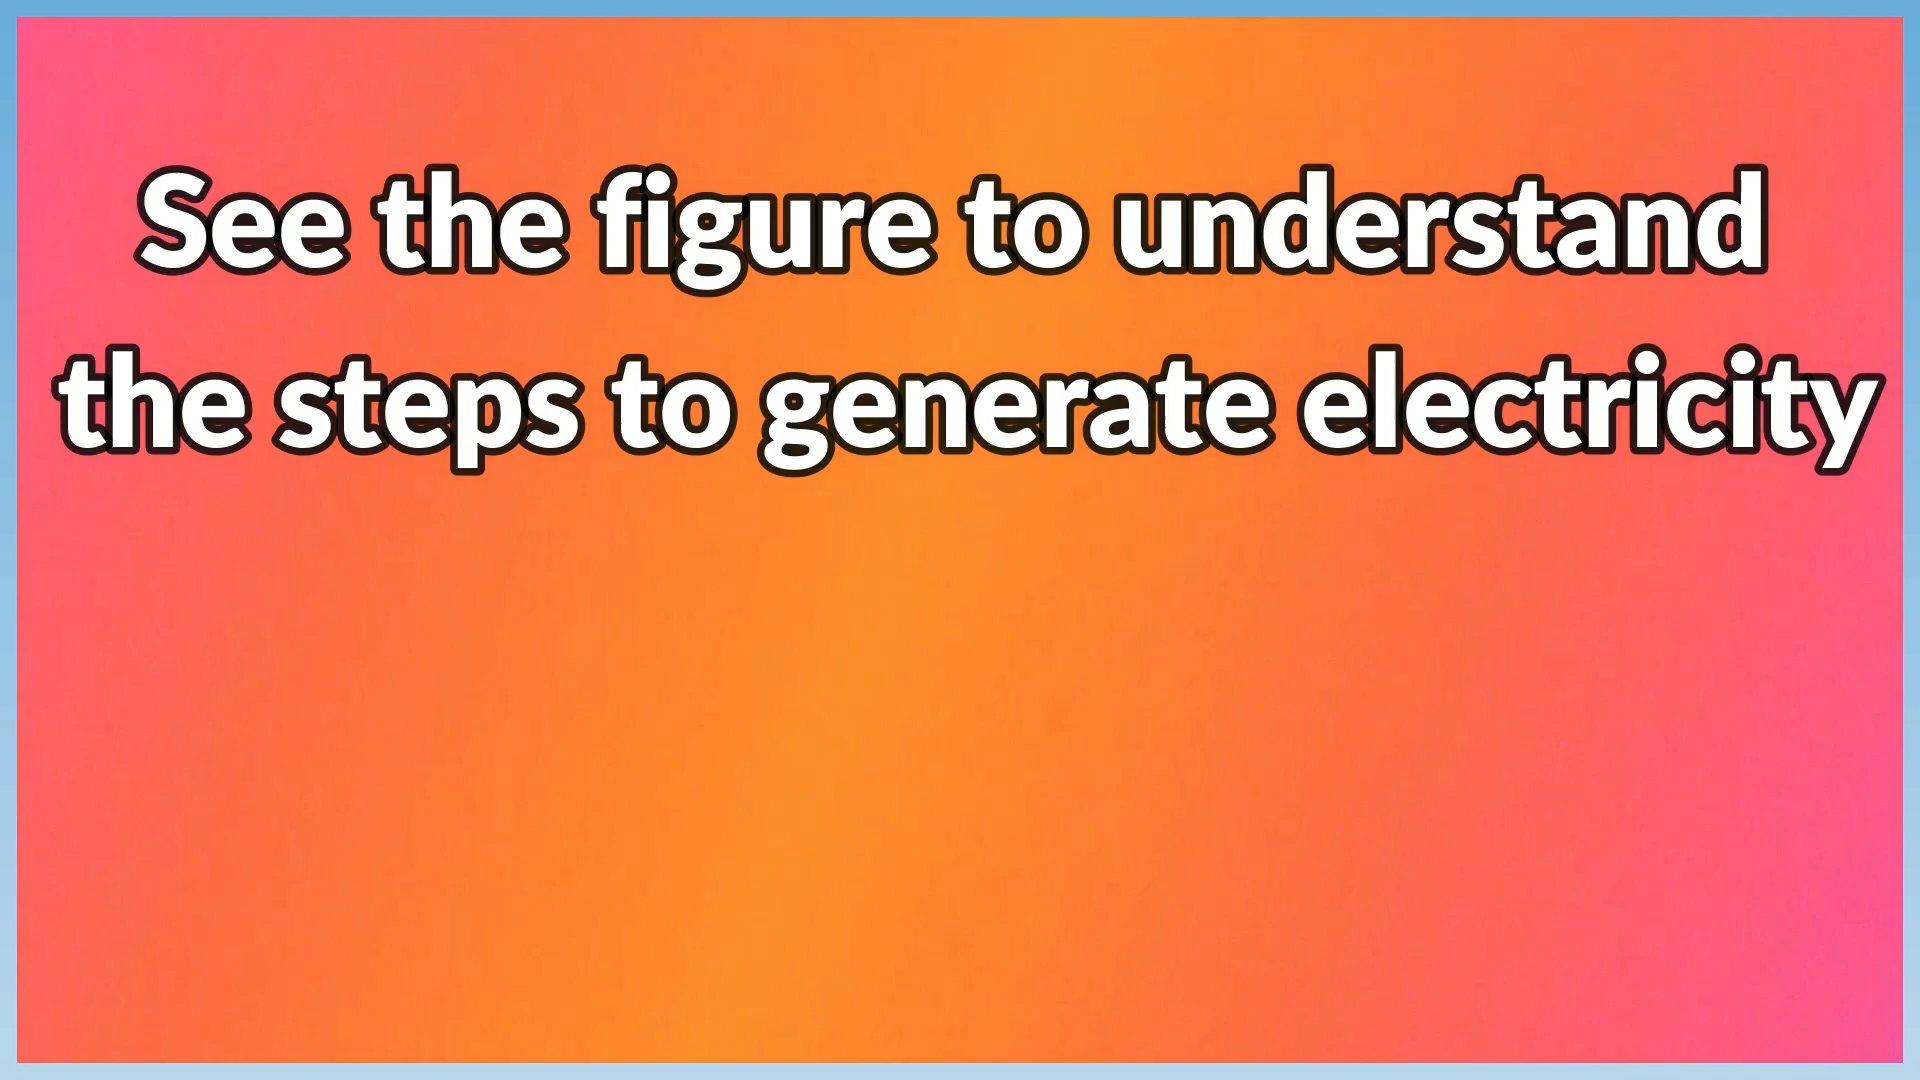 See the figure to understand
the steps to generate electricity